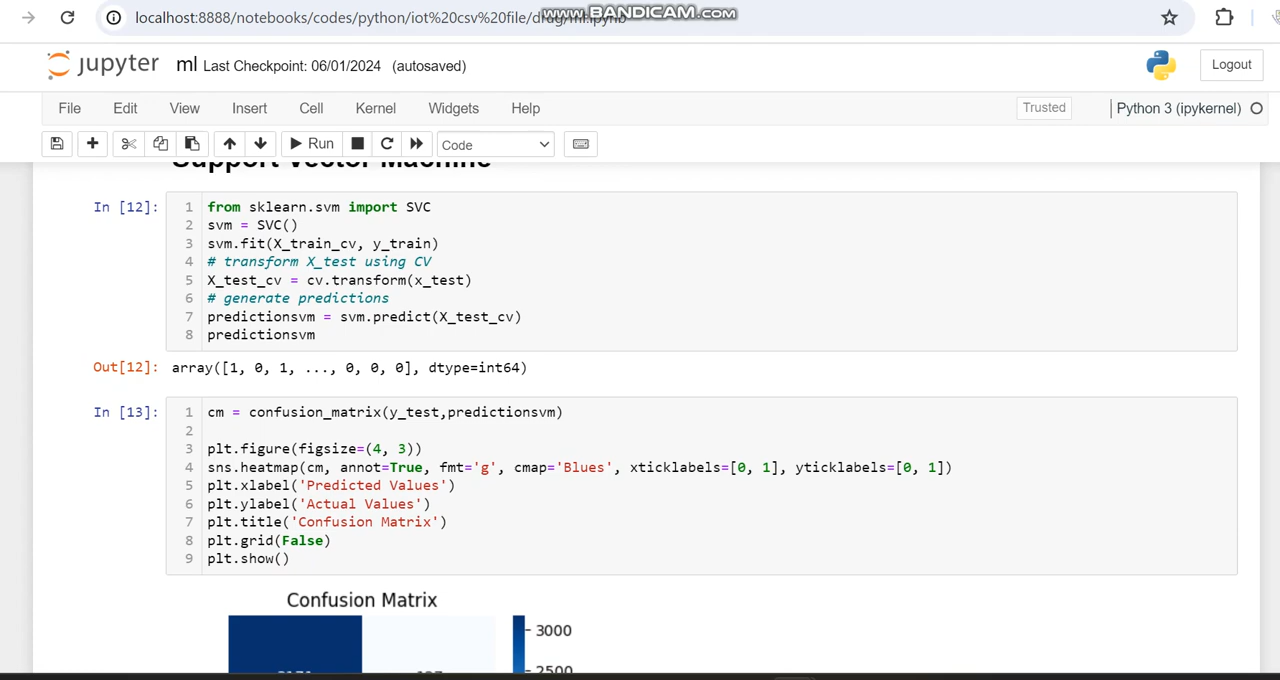 localhost:8888/notebooks/codes/python/iot%20csv%20file/drug/ml.ipynb
www.BANDICAM.com
jupyter ml Last Checkpoint: 06/01/2024 (autosaved)
Logout
File Edit View Insert Cell Kernel Widgets Help
Trusted
Python 3 (ipykernel)
Run
Code
Support Vector Machine
In [12]:
1 from sklearn.svm import SVC
2 svm = SVC()
3 svm.fit(X_train_cv, y_train)
4 # transform X_test using CV
5 X_test_cv = cv.transform(x_test)
6 # generate predictions
7 predictionsvm = svm.predict(X_test_cv)
8 predictionsvm
Out[12]: array([1, 0, 1, ..., 0, 0, 0], dtype=int64)
In [13]:
1 cm = confusion_matrix(y_test,predictionsvm)
2
3 plt.figure(figsize=(4, 3))
4 sns.heatmap(cm, annot=True, fmt='g', cmap='Blues', xticklabels=[0, 1], yticklabels=[0, 1])
5 plt.xlabel('Predicted Values')
6 plt.ylabel('Actual Values')
7 plt.title('Confusion Matrix')
8 plt.grid(False)
9 plt.show()
Confusion Matrix
3000
2500